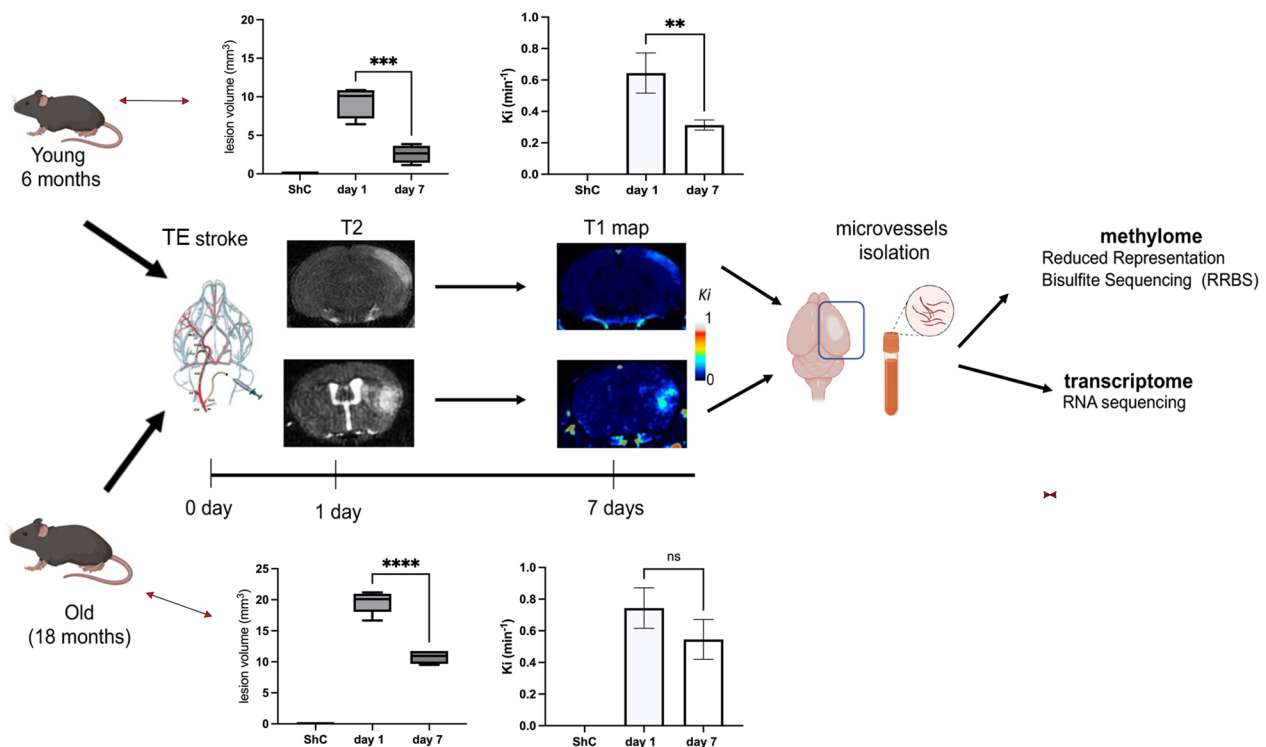 20
15
10
5
0
lesion volume (mm³)
***
ShC
day 1
day 7
1.0
0.8
0.6
0.4
0.2
0.0
Ki (min⁻¹)
**
ShC
day 1
day 7
Young
6 months
TE stroke
T2
T1 map
Ki
1
0
microvessels
isolation
methylome
Reduced Representation
Bisulfite Sequencing (RRBS)
transcriptome
RNA sequencing
0 day
1 day
7 days
Old
(18 months)
25
20
15
10
5
0
lesion volume (mm³)
****
ShC
day 1
day 7
1.0
0.8
0.6
0.4
0.2
0.0
Ki (min⁻¹)
ns
ShC
day 1
day 7